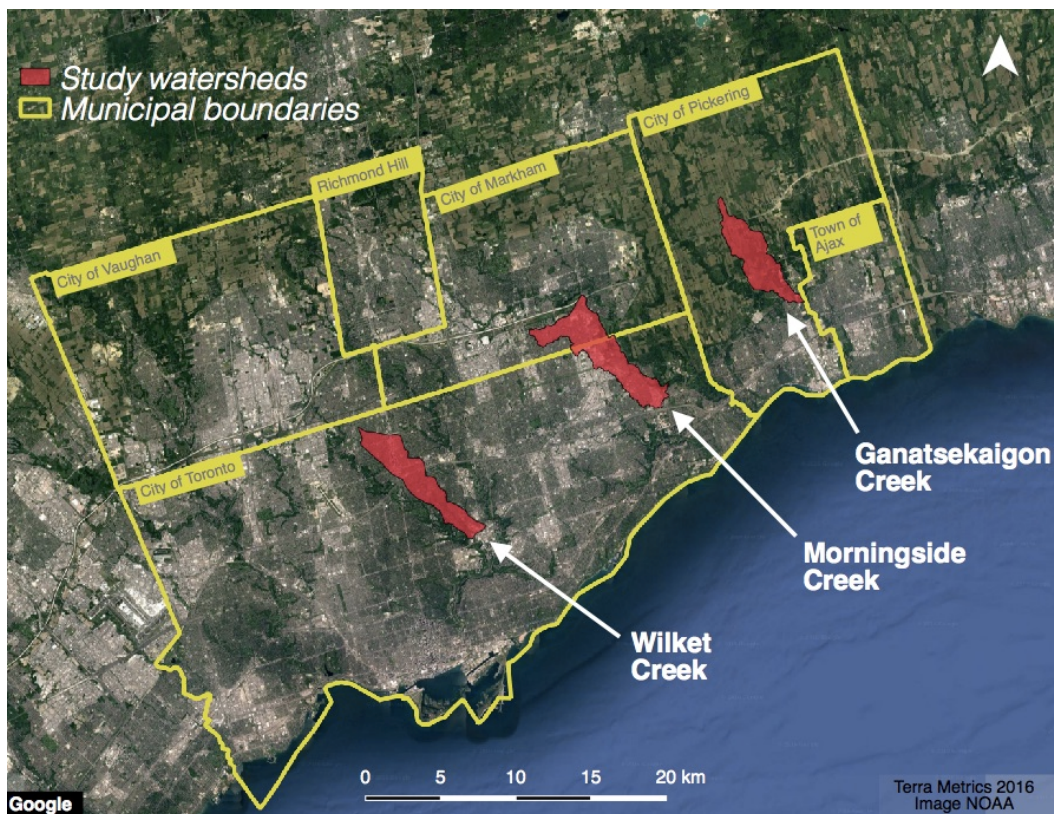 Study watersheds
Municipal boundaries
City of Pickering
Richmond Hill
City of Markham
Town of
Ajax
City of Vaughan
City of Toronto
Ganatsekaigon
Creek
Morningside
Creek
Wilket
Creek
0 5 10 15 20 km
Google
Terra Metrics 2016
Image NOAA